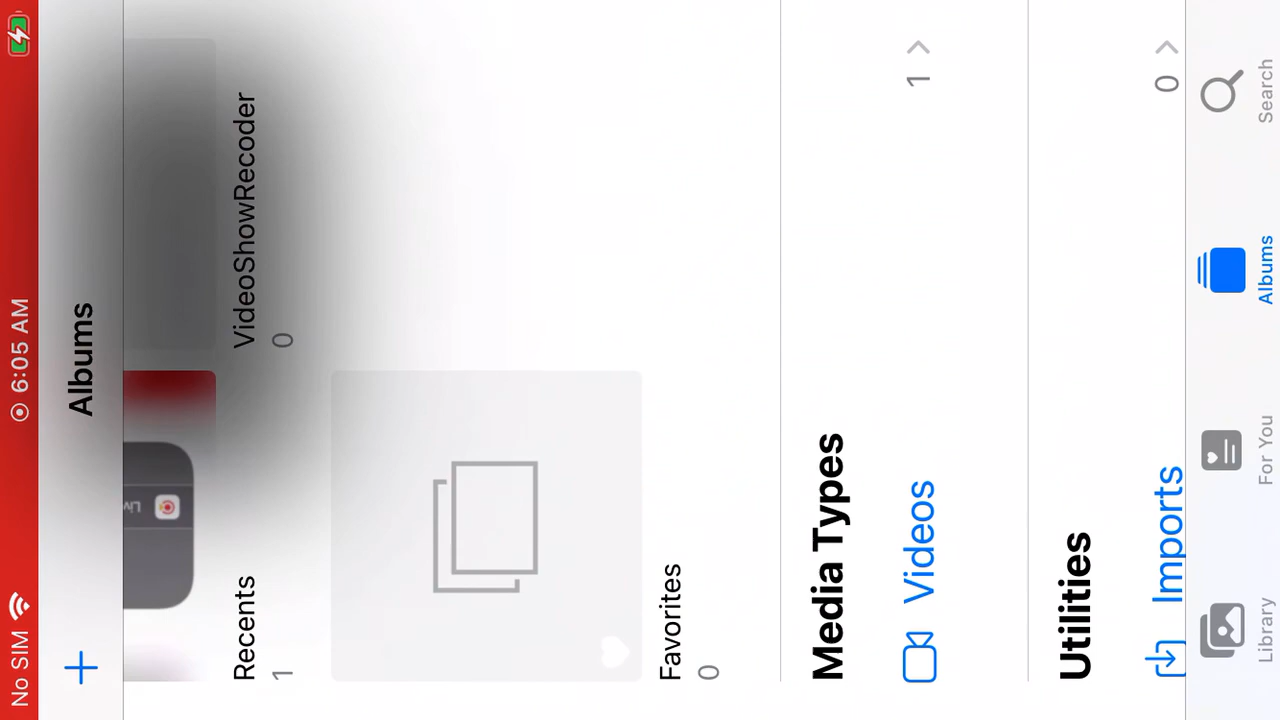 No SIM 6:05 AM
Albums
Recents
1
VideoShowRecoder
0
Favorites
0
Media Types
Videos 1
Utilities
Imports 0
Library
For You
Albums
Search